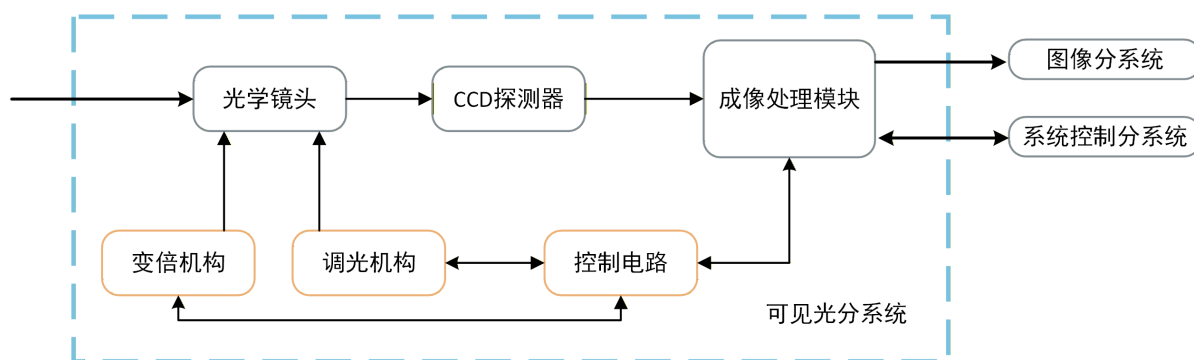 图像分系统
光学镜头
CCD探测器
成像处理模块
系统控制分系统
变倍机构
调光机构
控制电路
可见光分系统